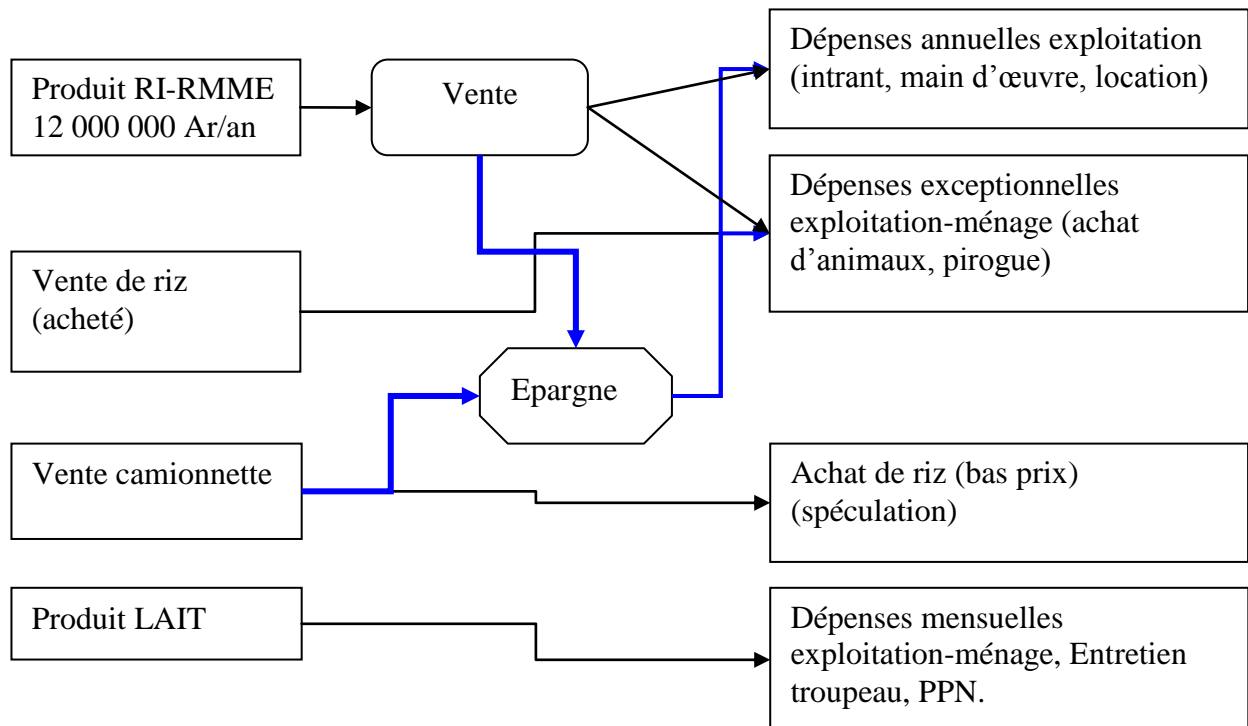 Produit RI-RMME
12 000 000 Ar/an
Vente
Dépenses annuelles exploitation
(intrant, main d’œuvre, location)
Dépenses exceptionnelles
exploitation-ménage (achat
d’animaux, pirogue)
Vente de riz
(acheté)
Epargne
Vente camionnette
Achat de riz (bas prix)
(spéculation)
Produit LAIT
Dépenses mensuelles
exploitation-ménage, Entretien
troupeau, PPN.